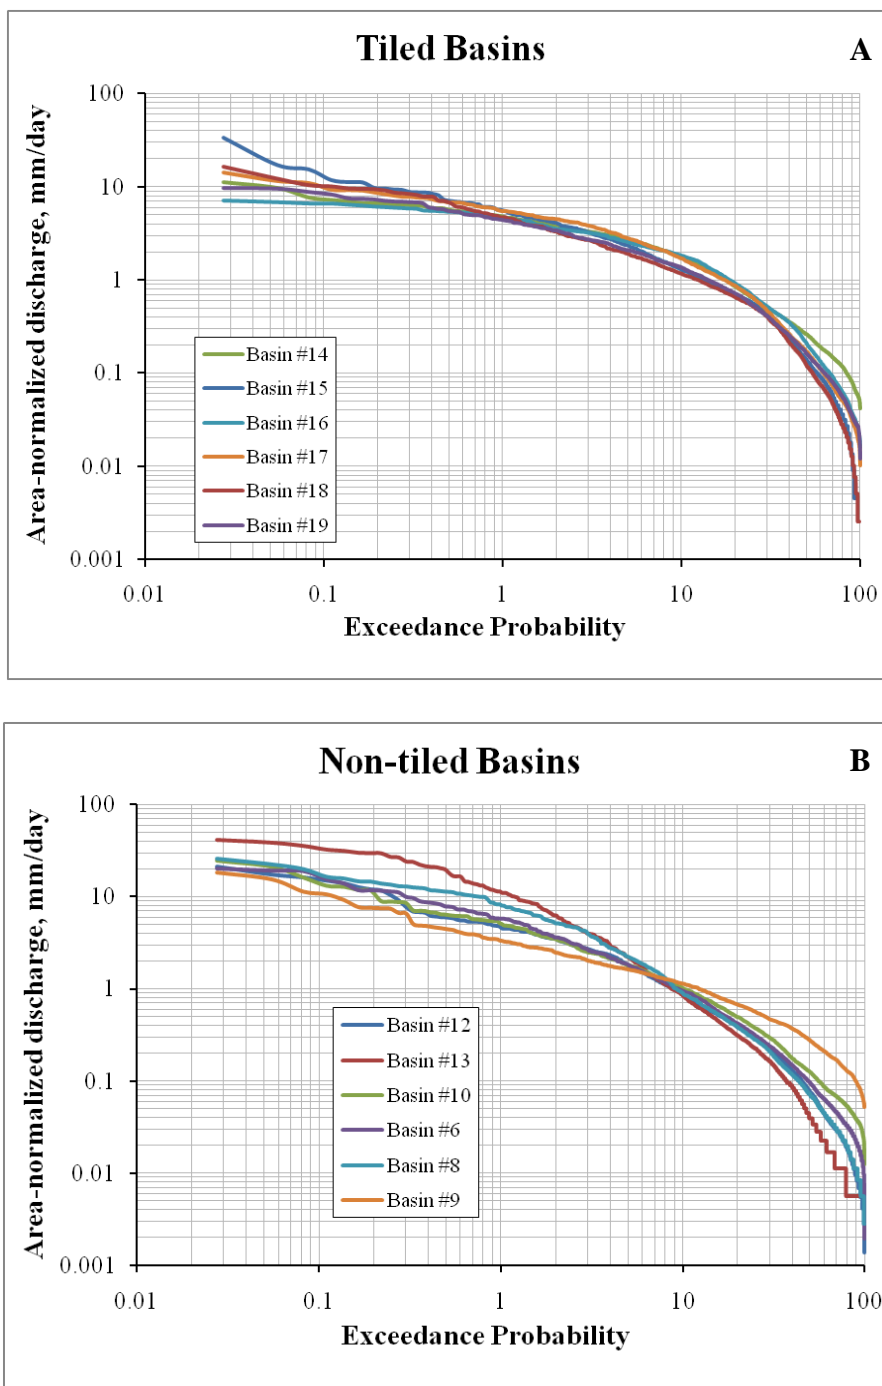 Tiled Basins
A
Area-normalized discharge, mm/day
100
10
1
0.1
0.01
0.001
Basin #14
Basin #15
Basin #16
Basin #17
Basin #18
Basin #19
0.01
0.1
1
10
100
Exceedance Probability
Non-tiled Basins
B
Area-normalized discharge, mm/day
100
10
1
0.1
0.01
0.001
Basin #12
Basin #13
Basin #10
Basin #6
Basin #8
Basin #9
0.01
0.1
1
10
100
Exceedance Probability